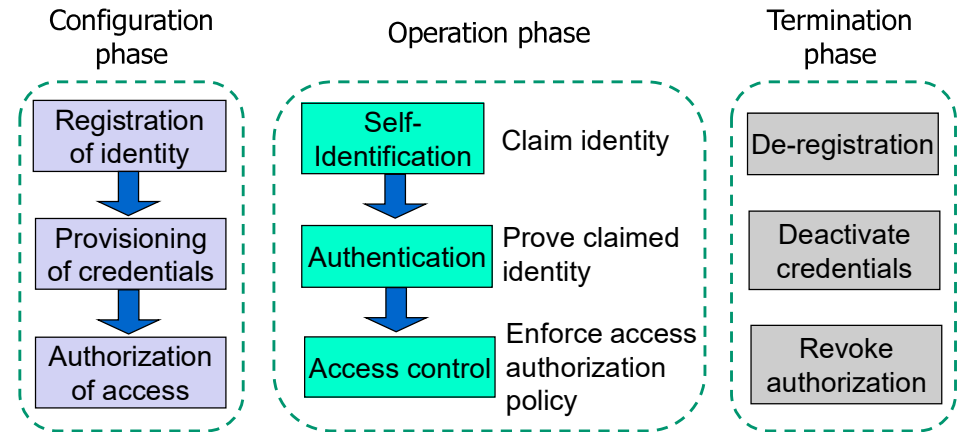 Configuration
phase
Registration
of identity
Provisioning
of credentials
Authorization
of access
Operation phase
Self-
Identification
Claim identity
Authentication
Prove claimed
identity
Access control
Enforce access
authorization
policy
Termination
phase
De-registration
Deactivate
credentials
Revoke
authorization